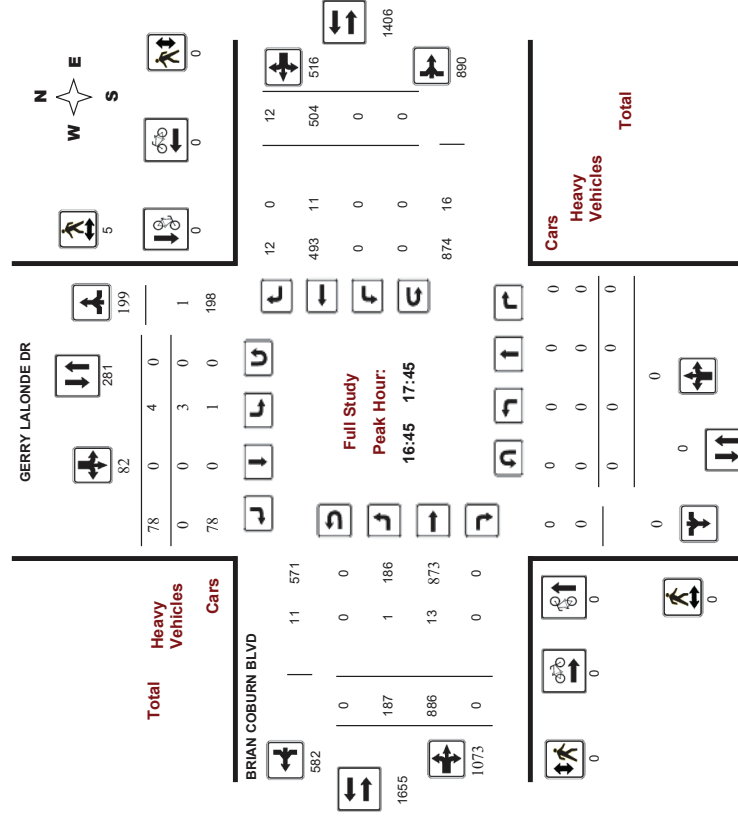 GERRY LALONDE DR
N
W E
S
5
281
82 199
Total 78 0 4 0
Heavy
Vehicles
0 0 3 0 1
Cars 78 0 1 0 198
0 0 0
BRIAN COBURN BLVD
12 0 12
11 571
582
516
493 11 504
0 0 0
Full Study
Peak Hour:
16:45 17:45
0 0 0
187 1 186
0 0 0
1655
1406
886 13 873
874 16
890
0 0 0
1073
0 0 0 0 0
Cars
0 0 0 0 0
Heavy
Vehicles
0 0 0 0
Total
0 0
0
0 0
0
0